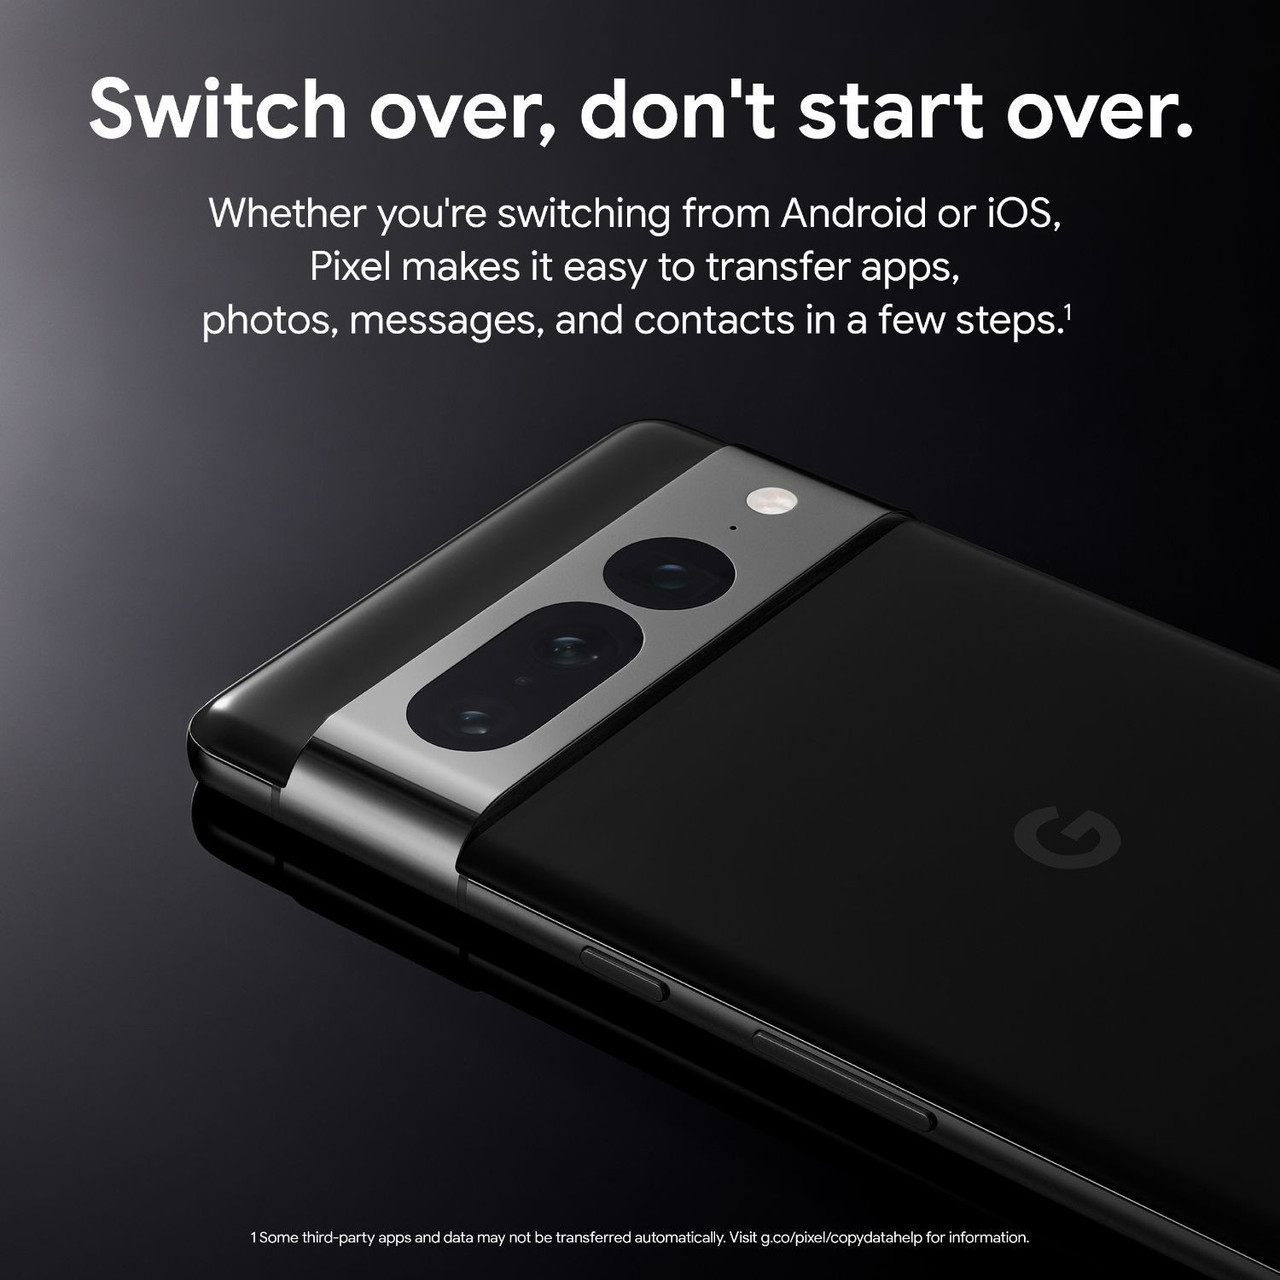 Switch over, don't start over.
Whether you're switching from Android or iOS,
Pixel makes it easy to transfer apps,
photos, messages, and contacts in a few steps.¹
G
1 Some third-party apps and data may not be transferred automatically. Visit g.co/pixel/copydatahelp for information.